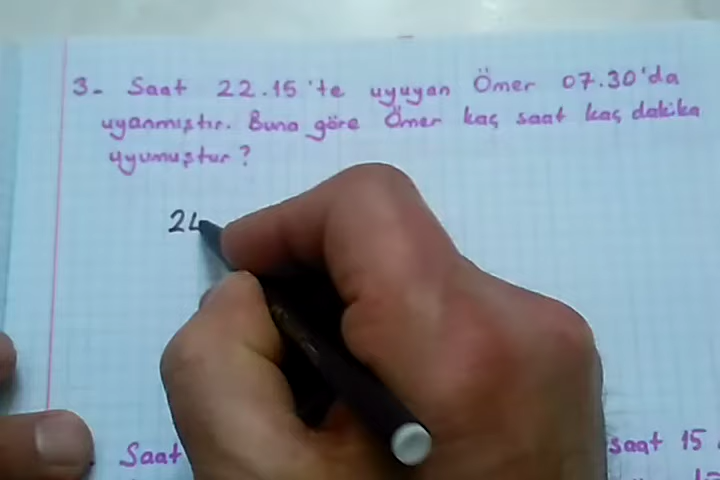 3- Saat 22.15'te uyuyan Ömer 07.30'da
uyanmıştır. Buna göre Ömer kaç saat kaç dakika
uyumuştur?
24
Saat saat 15